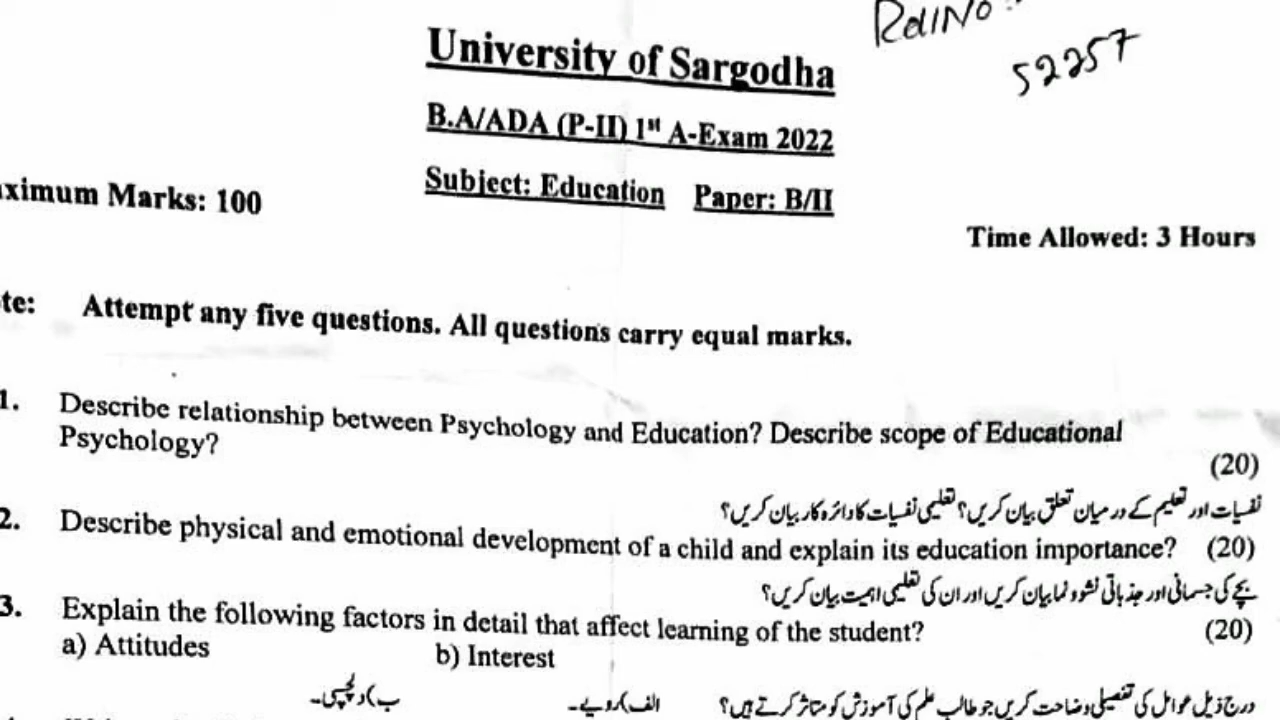 RollNo:
52257
University of Sargodha
B.A/ADA (P-II) 1st A-Exam 2022
Subject: Education Paper: B/II
ximum Marks: 100
Time Allowed: 3 Hours
te: Attempt any five questions. All questions carry equal marks.
1. Describe relationship between Psychology and Education? Describe scope of Educational
Psychology?
(20)
نفسیات اور تعلیم کے درمیان تعلق بیان کریں؟ تعلیمی نفسیات کا دائرہ کار بیان کریں؟
2. Describe physical and emotional development of a child and explain its education importance? (20)
بچے کی جسمانی اور جذباتی نشوونما بیان کریں اور ان کی تعلیمی اہمیت بیان کریں؟
3. Explain the following factors in detail that affect learning of the student? (20)
a) Attitudes b) Interest
درج ذیل عوامل کی تفصیلی وضاحت کریں جو طالب علم کی آموزش کو متاثر کرتے ہیں؟ الف) رویے۔ ب) دلچسپی۔